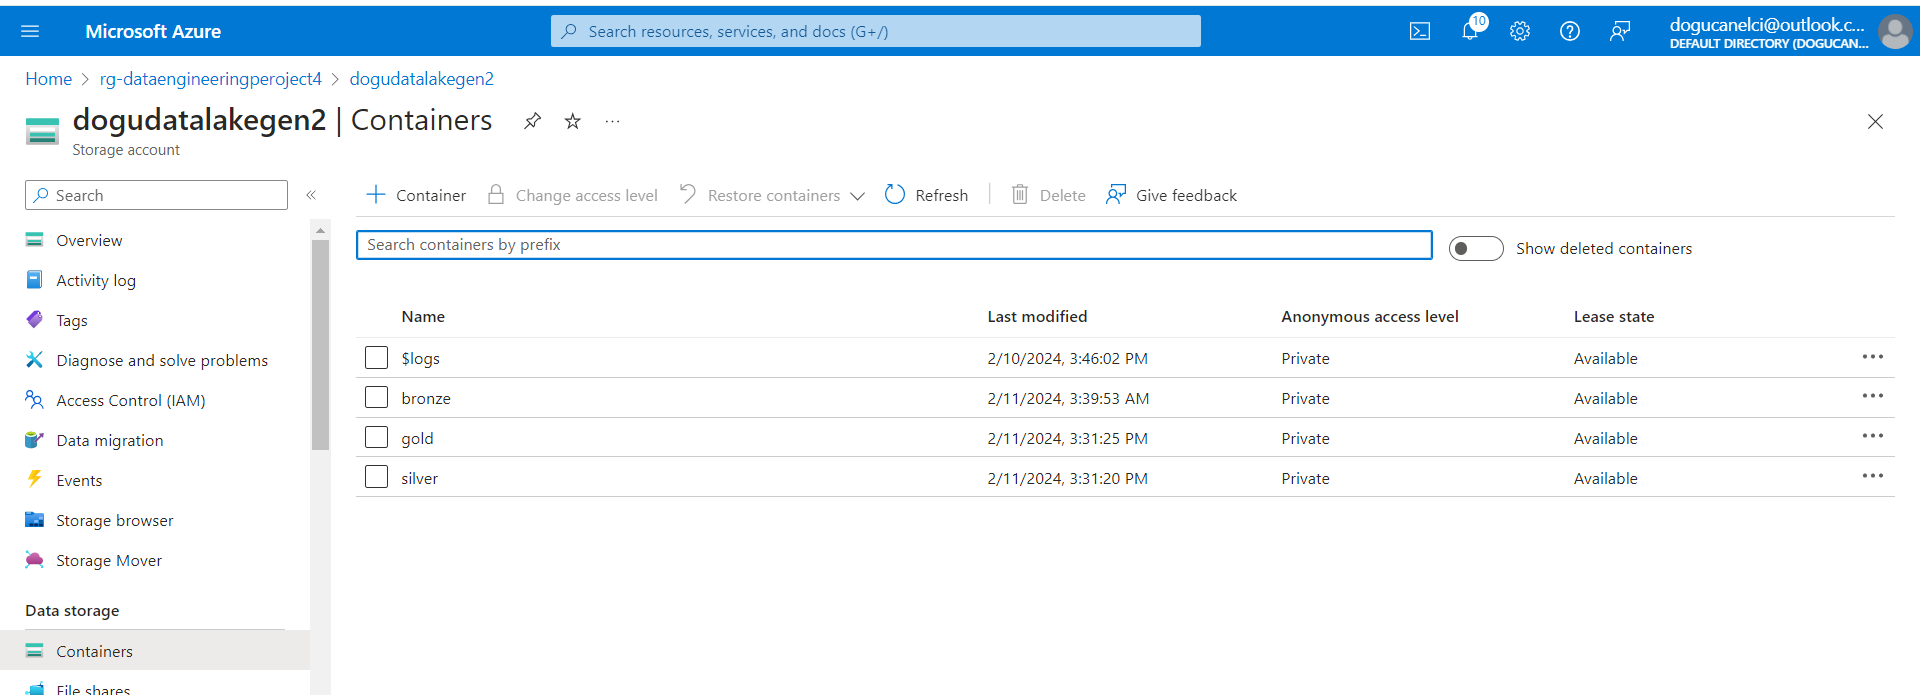 Microsoft Azure
Search resources, services, and docs (G+/)
10
dogucanelci@outlook.c...
DEFAULT DIRECTORY (DOGUCAN...
Home > rg-dataengineeringperoject4 > dogudatalakegen2
dogudatalakegen2 | Containers
Storage account
Search
Overview
Activity log
Tags
Diagnose and solve problems
Access Control (IAM)
Data migration
Events
Storage browser
Storage Mover
Data storage
Containers
File shares
Container Change access level Restore containers Refresh Delete Give feedback
Search containers by prefix
Show deleted containers
Name Last modified Anonymous access level Lease state
$logs 2/10/2024, 3:46:02 PM Private Available
bronze 2/11/2024, 3:39:53 AM Private Available
gold 2/11/2024, 3:31:25 PM Private Available
silver 2/11/2024, 3:31:20 PM Private Available